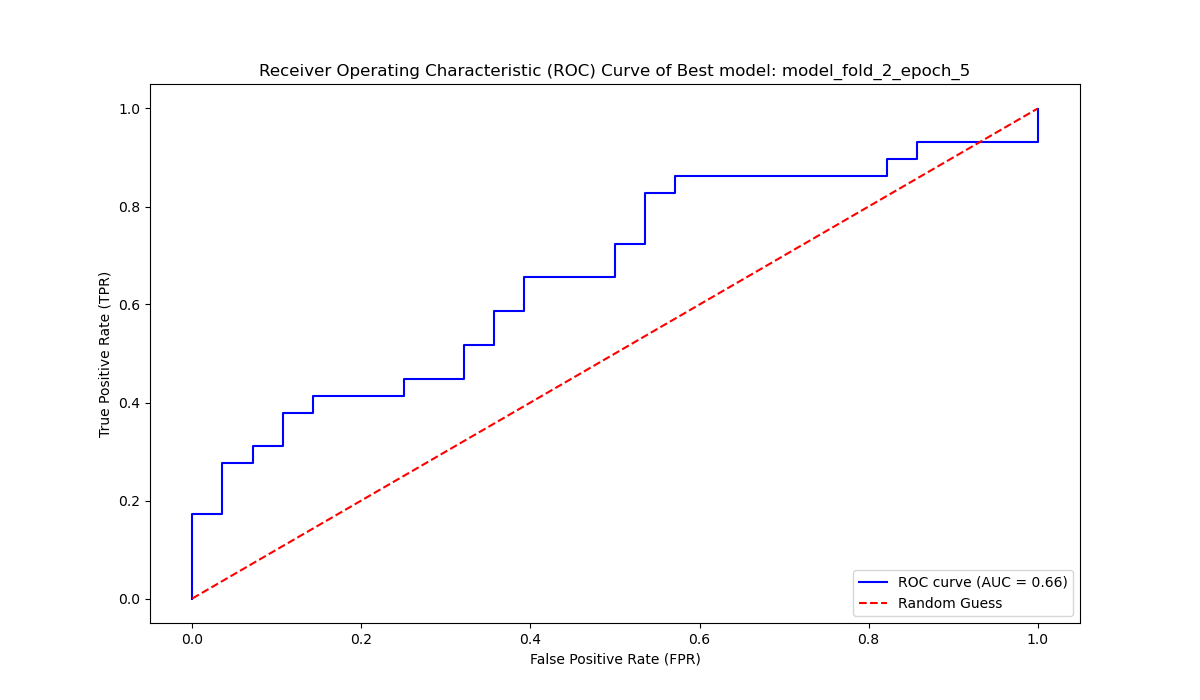 Receiver Operating Characteristic (ROC) Curve of Best model: model_fold_2_epoch_5
1.0
0.8
0.6
0.4
0.2
0.0
True Positive Rate (TPR)
ROC curve (AUC = 0.66)
Random Guess
0.0 0.2 0.4 0.6 0.8 1.0
False Positive Rate (FPR)